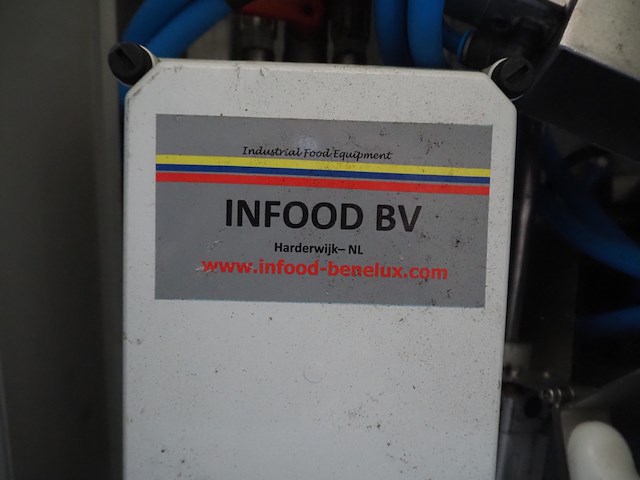 Industrial Food Equipment
INFOOD BV
Harderwijk– NL
www.infood-benelux.com